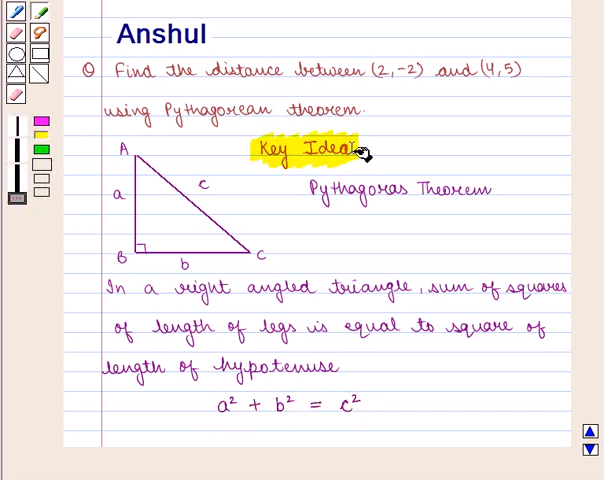 Anshul
Q Find the distance between (2, -2) and (4, 5)
using Pythagorean theorem.
A Key Idea
a c Pythagoras Theorem
B b C
In a right angled triangle, sum of squares
of length of legs is equal to square of
length of hypotenuse
a² + b² = c²